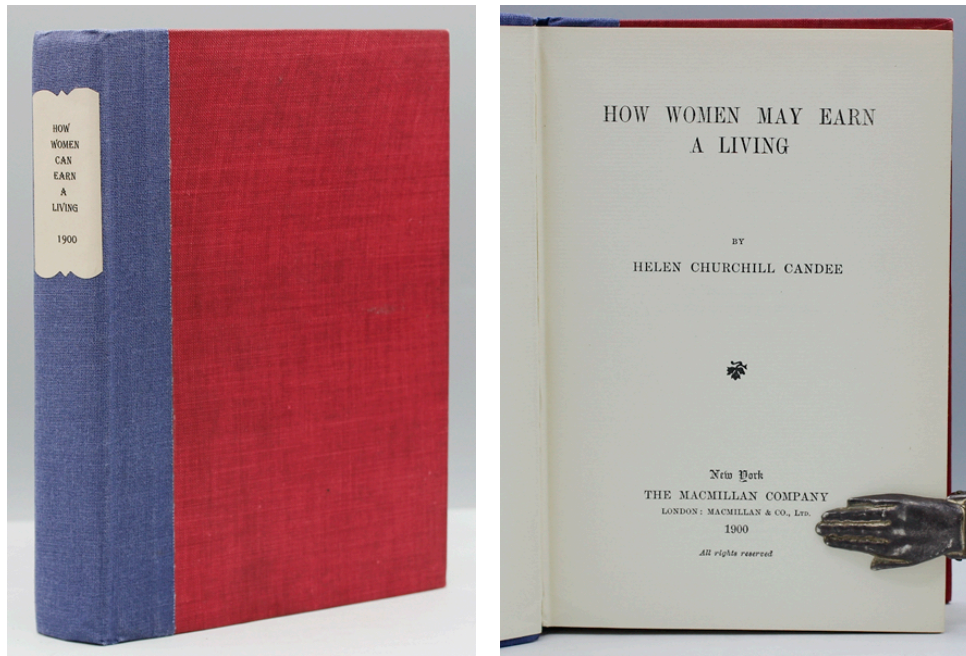 HOW
WOMEN
CAN
EARN
A
LIVING
1900
HOW WOMEN MAY EARN
A LIVING
BY
HELEN CHURCHILL CANDEE
New York
THE MACMILLAN COMPANY
LONDON: MACMILLAN & CO., LTD.
1900
All rights reserved